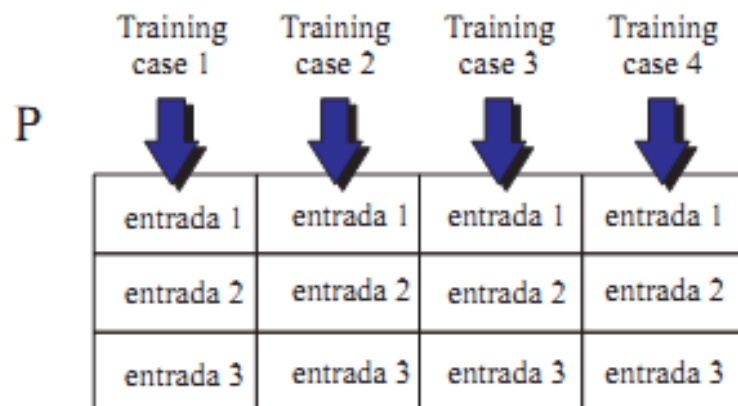 Training Training Training Training
case 1 case 2 case 3 case 4
P
entrada 1 entrada 1 entrada 1 entrada 1
entrada 2 entrada 2 entrada 2 entrada 2
entrada 3 entrada 3 entrada 3 entrada 3